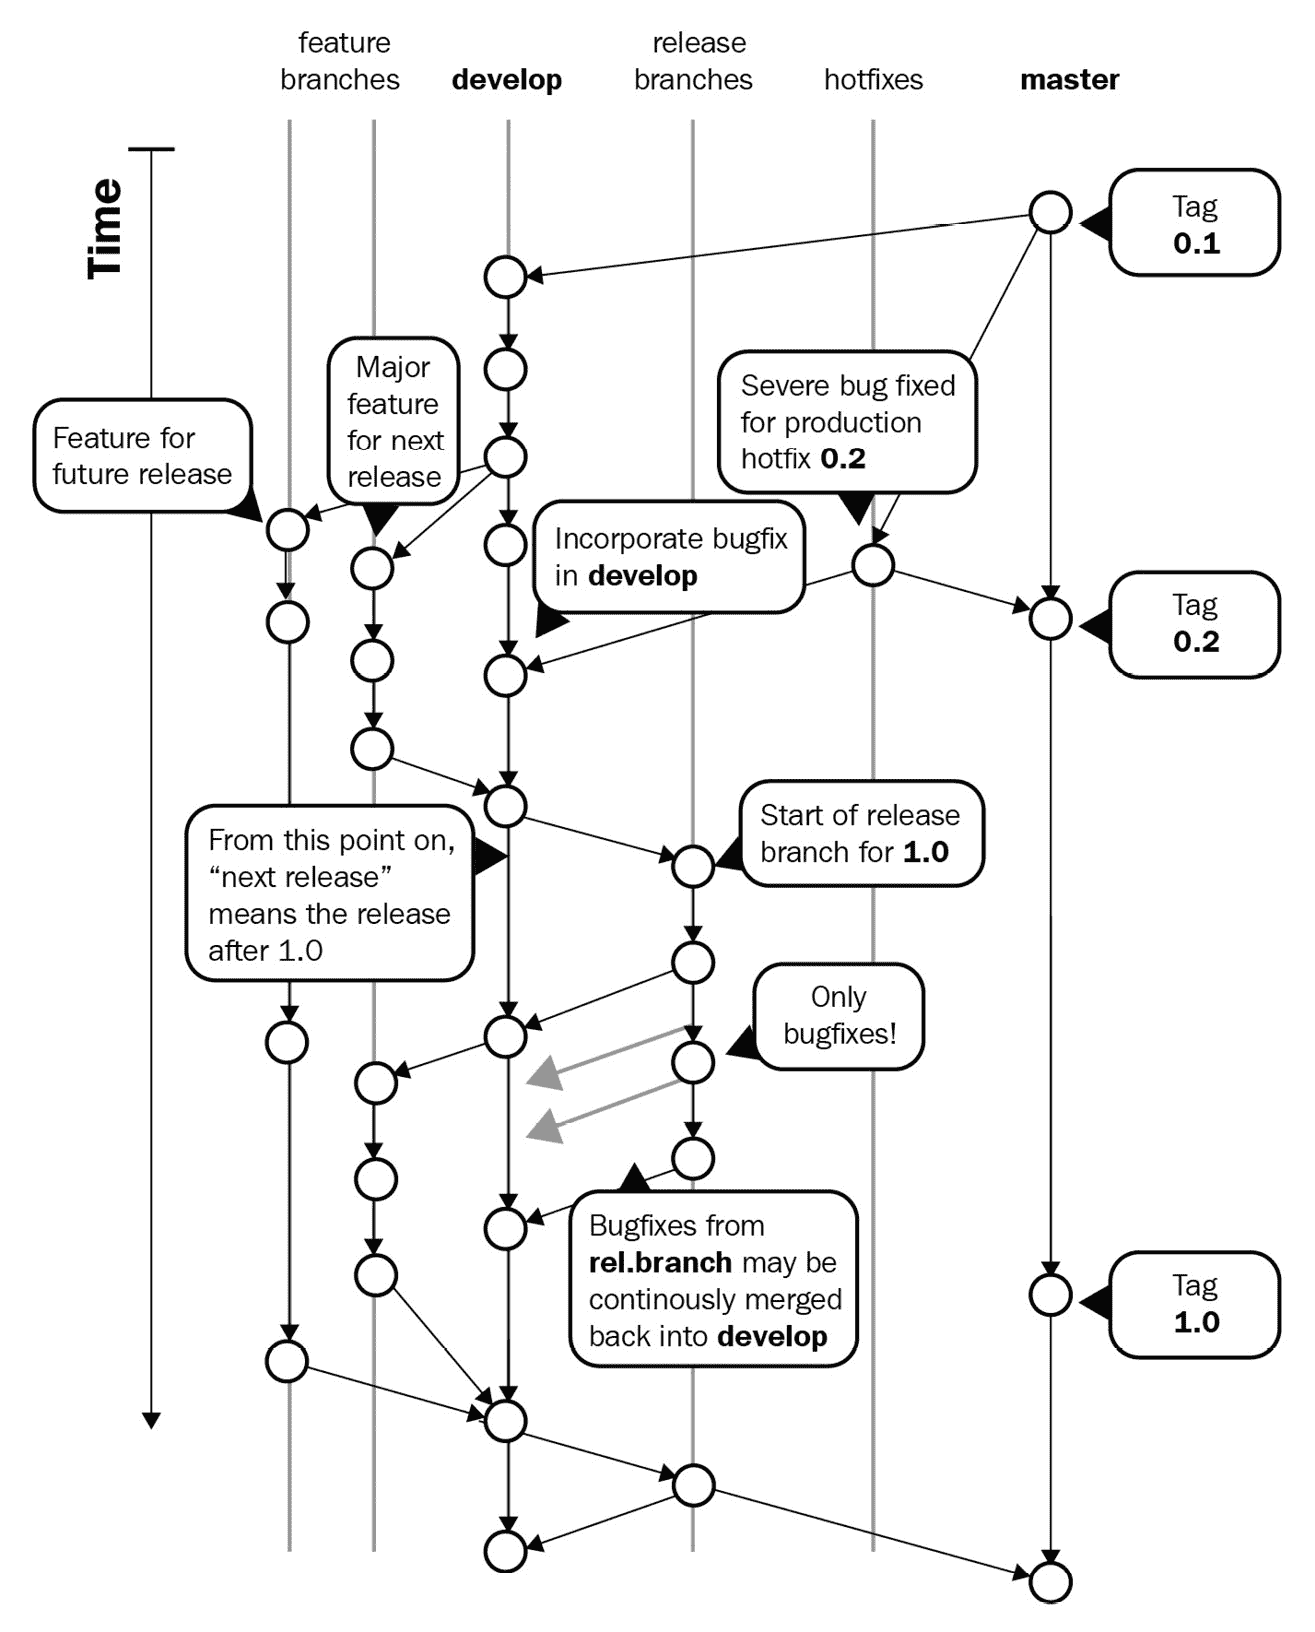 feature
branches
develop
release
branches
hotfixes
master
Time
Tag
0.1
Major
feature
for next
release
Feature for
future release
Severe bug fixed
for production
hotfix 0.2
Incorporate bugfix
in develop
Tag
0.2
From this point on,
“next release”
means the release
after 1.0
Start of release
branch for 1.0
Only
bugfixes!
Bugfixes from
rel.branch may be
continously merged
back into develop
Tag
1.0